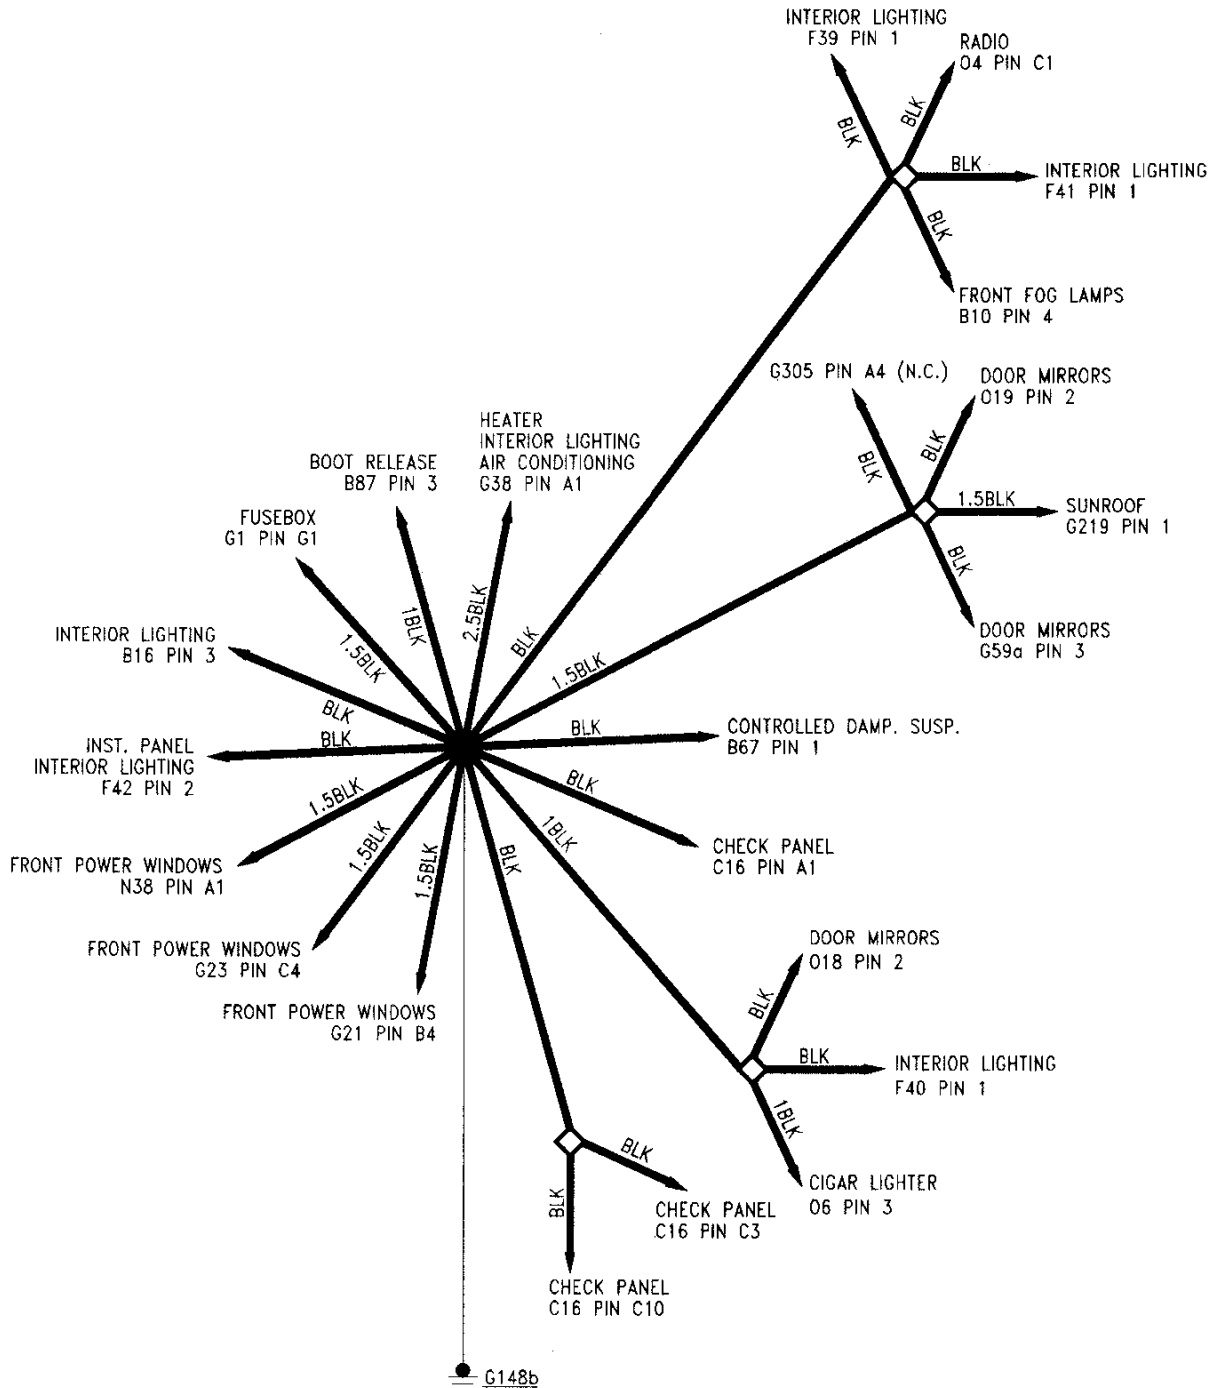 INTERIOR LIGHTING
F39 PIN 1
RADIO
O4 PIN C1
BLK
BLK
BLK
INTERIOR LIGHTING
F41 PIN 1
BLK
FRONT FOG LAMPS
B10 PIN 4
G305 PIN A4 (N.C.)
DOOR MIRRORS
O19 PIN 2
BLK
BLK
1.5BLK
SUNROOF
G219 PIN 1
BLK
DOOR MIRRORS
G59a PIN 3
HEATER
INTERIOR LIGHTING
AIR CONDITIONING
G38 PIN A1
BOOT RELEASE
B87 PIN 3
FUSEBOX
G1 PIN G1
INTERIOR LIGHTING
B16 PIN 3
1.5BLK
1BLK
2.5BLK
BLK
1.5BLK
BLK
BLK
BLK
INST. PANEL
INTERIOR LIGHTING
F42 PIN 2
CONTROLLED DAMP. SUSP.
B67 PIN 1
1.5BLK
1.5BLK
1.5BLK
BLK
1BLK
BLK
FRONT POWER WINDOWS
N38 PIN A1
CHECK PANEL
C16 PIN A1
FRONT POWER WINDOWS
G23 PIN C4
FRONT POWER WINDOWS
G21 PIN B4
DOOR MIRRORS
O18 PIN 2
BLK
BLK
INTERIOR LIGHTING
F40 PIN 1
1BLK
CIGAR LIGHTER
O6 PIN 3
BLK
BLK
CHECK PANEL
C16 PIN C3
CHECK PANEL
C16 PIN C10
G148b